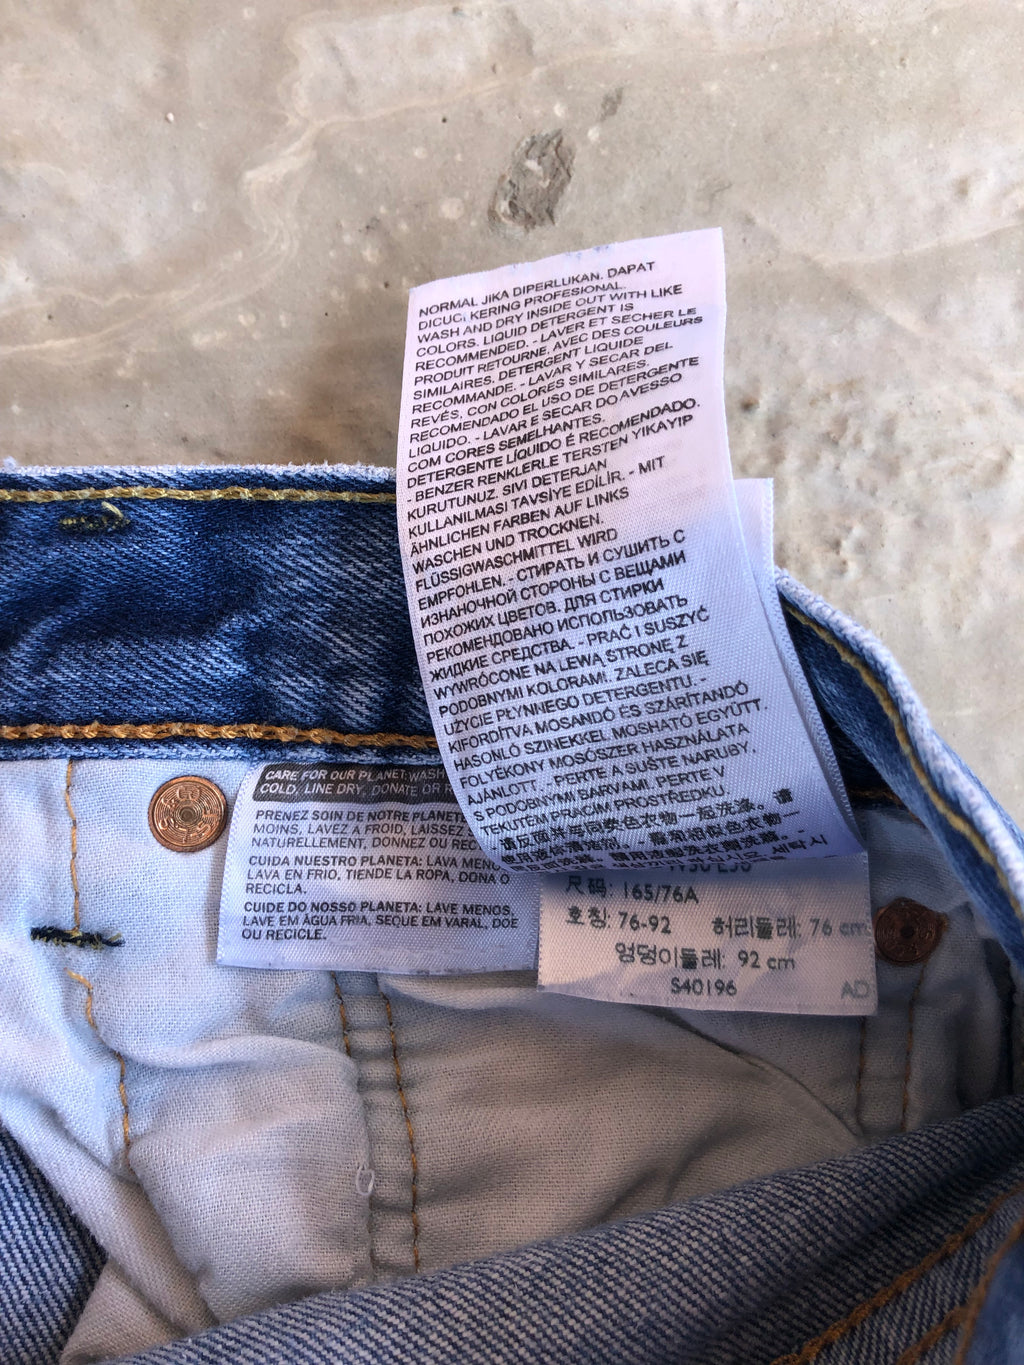 NORMAL JIKA DIPERLUKAN. DAPAT
DICUCI KERING PROFESIONAL.
WASH AND DRY INSIDE OUT WITH LIKE
COLORS. LIQUID DETERGENT IS
RECOMMENDED. - LAVER ET SECHER LE
PRODUIT RETOURNE, AVEC DES COULEURS
SIMILAIRES. DETERGENT LIQUIDE
RECOMMANDE. - LAVAR Y SECAR DEL
REVÉS, CON COLORES SIMILARES.
RECOMENDADO EL USO DE DETERGENTE
LIQUIDO. - LAVAR E SECAR DO AVESSO
COM CORES SEMELHANTES.
DETERGENTE LÍQUIDO É RECOMENDADO.
- BENZER RENKLERLE TERSTEN YIKAYIP
KURUTUNUZ. SIVI DETERJAN
KULLANILMASI TAVSİYE EDİLİR. - MIT
ÄHNLICHEN FARBEN AUF LINKS
WASCHEN UND TROCKNEN.
FLÜSSIGWASCHMITTEL WIRD
EMPFOHLEN. - СТИРАТЬ И СУШИТЬ С
ИЗНАНОЧНОЙ СТОРОНЫ С ВЕЩАМИ
ПОХОЖИХ ЦВЕТОВ. ДЛЯ СТИРКИ
РЕКОМЕНДОВАНО ИСПОЛЬЗОВАТЬ
ЖИДКИЕ СРЕДСТВА. - PRAĆ I SUSZYĆ
WYWRÓCONE NA LEWĄ STRONĘ Z
PODOBNYMI KOLORAMI. ZALECA SIĘ
UŻYCIE PŁYNNEGO DETERGENTU. -
KIFORDÍTVA MOSANDÓ ÉS SZÁRÍTANDÓ
HASONLÓ SZINEKKEL MOSHATÓ EGYÜTT.
FOLYÉKONY MOSÓSZER HASZNÁLATA
AJÁNLOTT. - PERTE A SUŠTE NARUBY,
S PODOBNÝMI BARVAMI. PERTE V
TEKUTÉM PRACÍM PROSTŘEDKU.
CARE FOR OUR PLANET: WASH
COLD, LINE DRY, DONATE OR
PRENEZ SOIN DE NOTRE PLANETE
MOINS, LAVEZ A FROID, LAISSEZ
NATURELLEMENT, DONNEZ OU
CUIDA NUESTRO PLANETA: LAVA
LAVA EN FRIO, TIENDE LA ROPA, DONA O
RECICLA.
CUIDE DO NOSSO PLANETA: LAVE MENOS,
LAVE EM ÀGUA FRIA, SEQUE EM VARAL, DOE
OU RECICLE.
尺码: 165/76A
호칭: 76-92 허리둘레: 76 cm
엉덩이둘레: 92 cm
S40196 AD